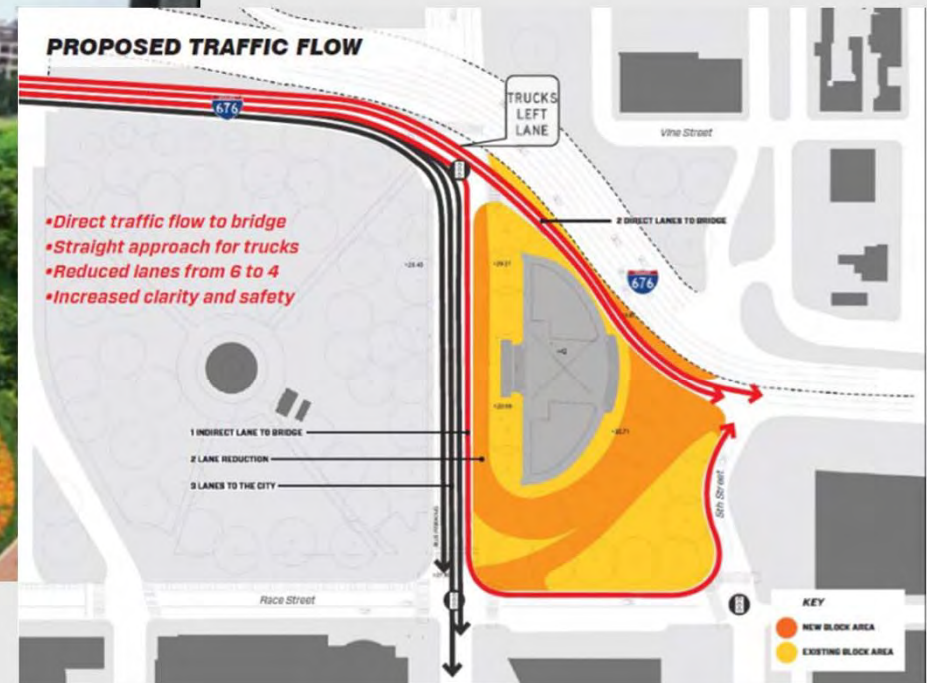 PROPOSED TRAFFIC FLOW
676
TRUCKS
LEFT
LANE
Vine Street
•Direct traffic flow to bridge
•Straight approach for trucks
•Reduced lanes from 6 to 4
•Increased clarity and safety
2 DIRECT LANES TO BRIDGE
676
1 INDIRECT LANE TO BRIDGE
2 LANE REDUCTION
3 LANES TO THE CITY
5th Street
Race Street
KEY
NEW BLOCK AREA
EXISTING BLOCK AREA